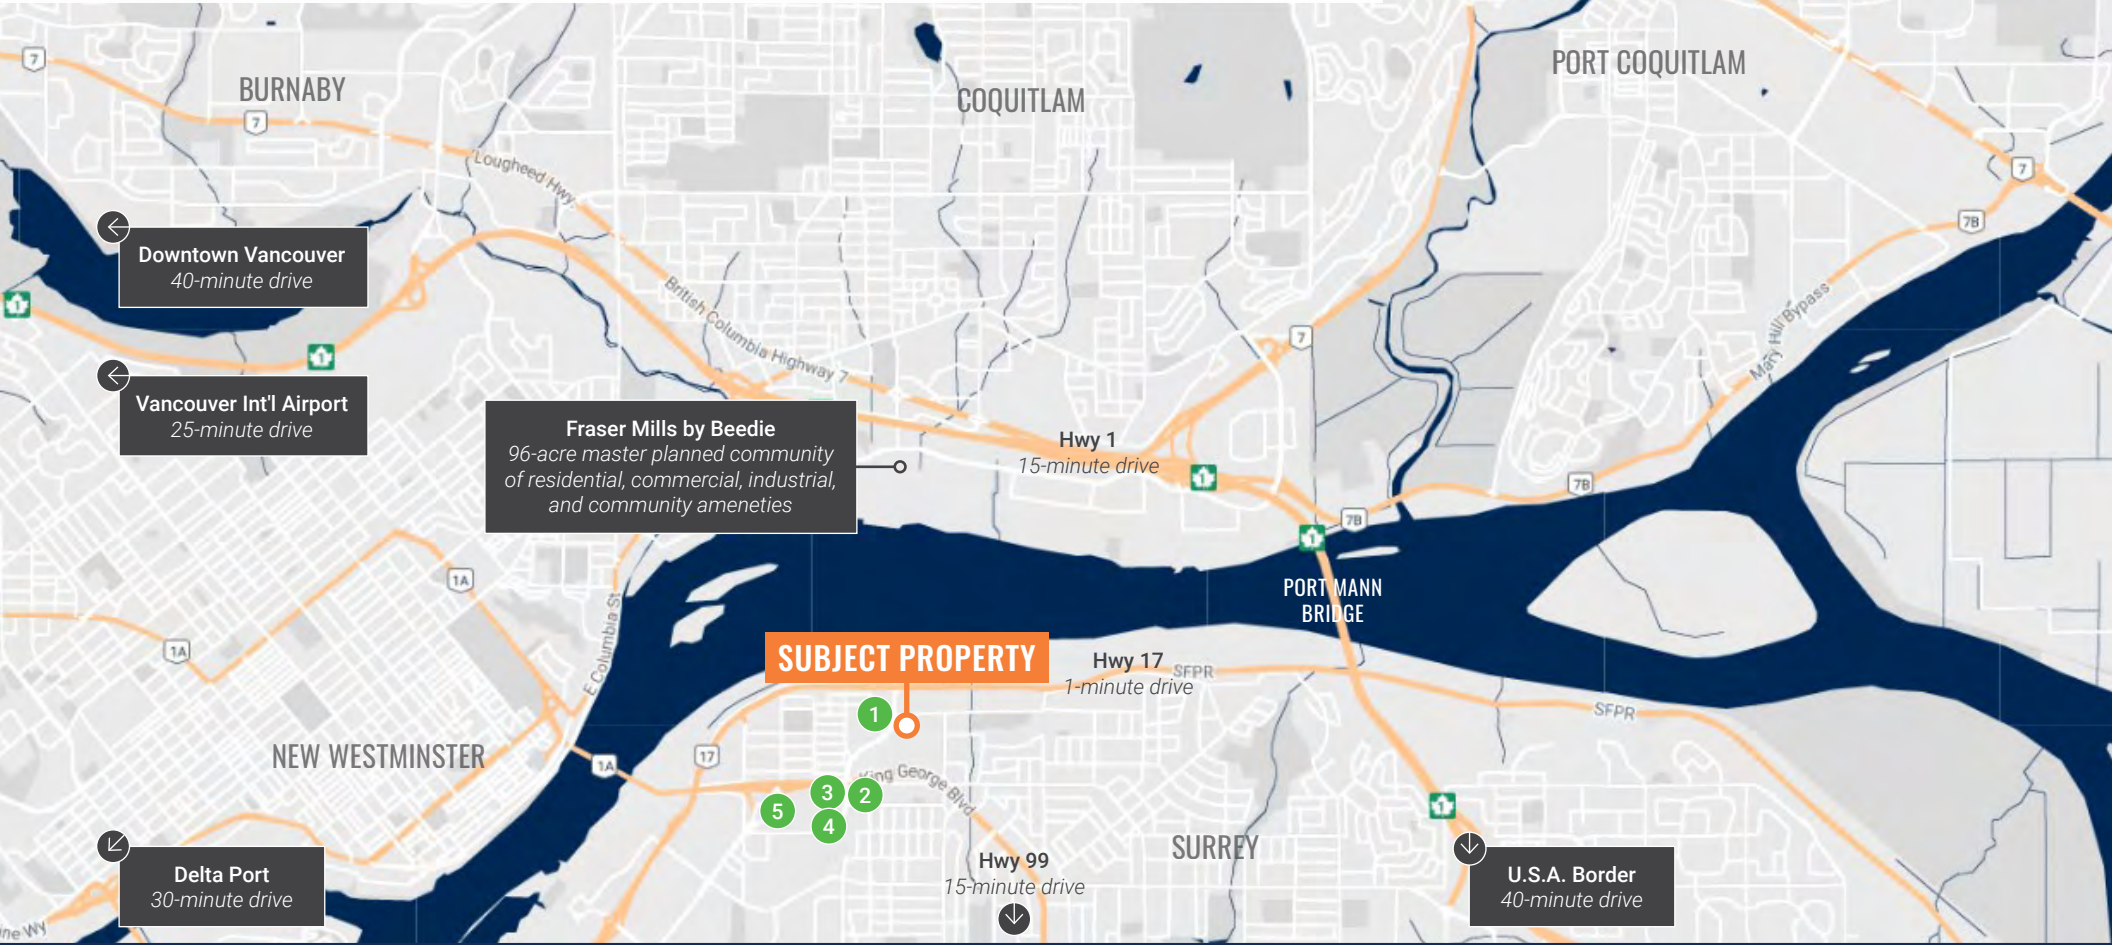 7
BURNABY
7
COQUITLAM
PORT COQUITLAM
7
7B
Lougheed Hwy.
Downtown Vancouver
40-minute drive
1
1
British Columbia Highway 7
7
Mary Hill Bypass
Vancouver Int'l Airport
25-minute drive
Fraser Mills by Beedie
96-acre master planned community
of residential, commercial, industrial,
and community ameneties
Hwy 1
15-minute drive
1
7B
7B
1
1A
PORT MANN
BRIDGE
E Columbia St
1A
SUBJECT PROPERTY
Hwy 17
1-minute drive
SFPR
SFPR
1
NEW WESTMINSTER
1A
17
King George Blvd
3
2
5
4
1
SURREY
Hwy 99
15-minute drive
Delta Port
30-minute drive
U.S.A. Border
40-minute drive